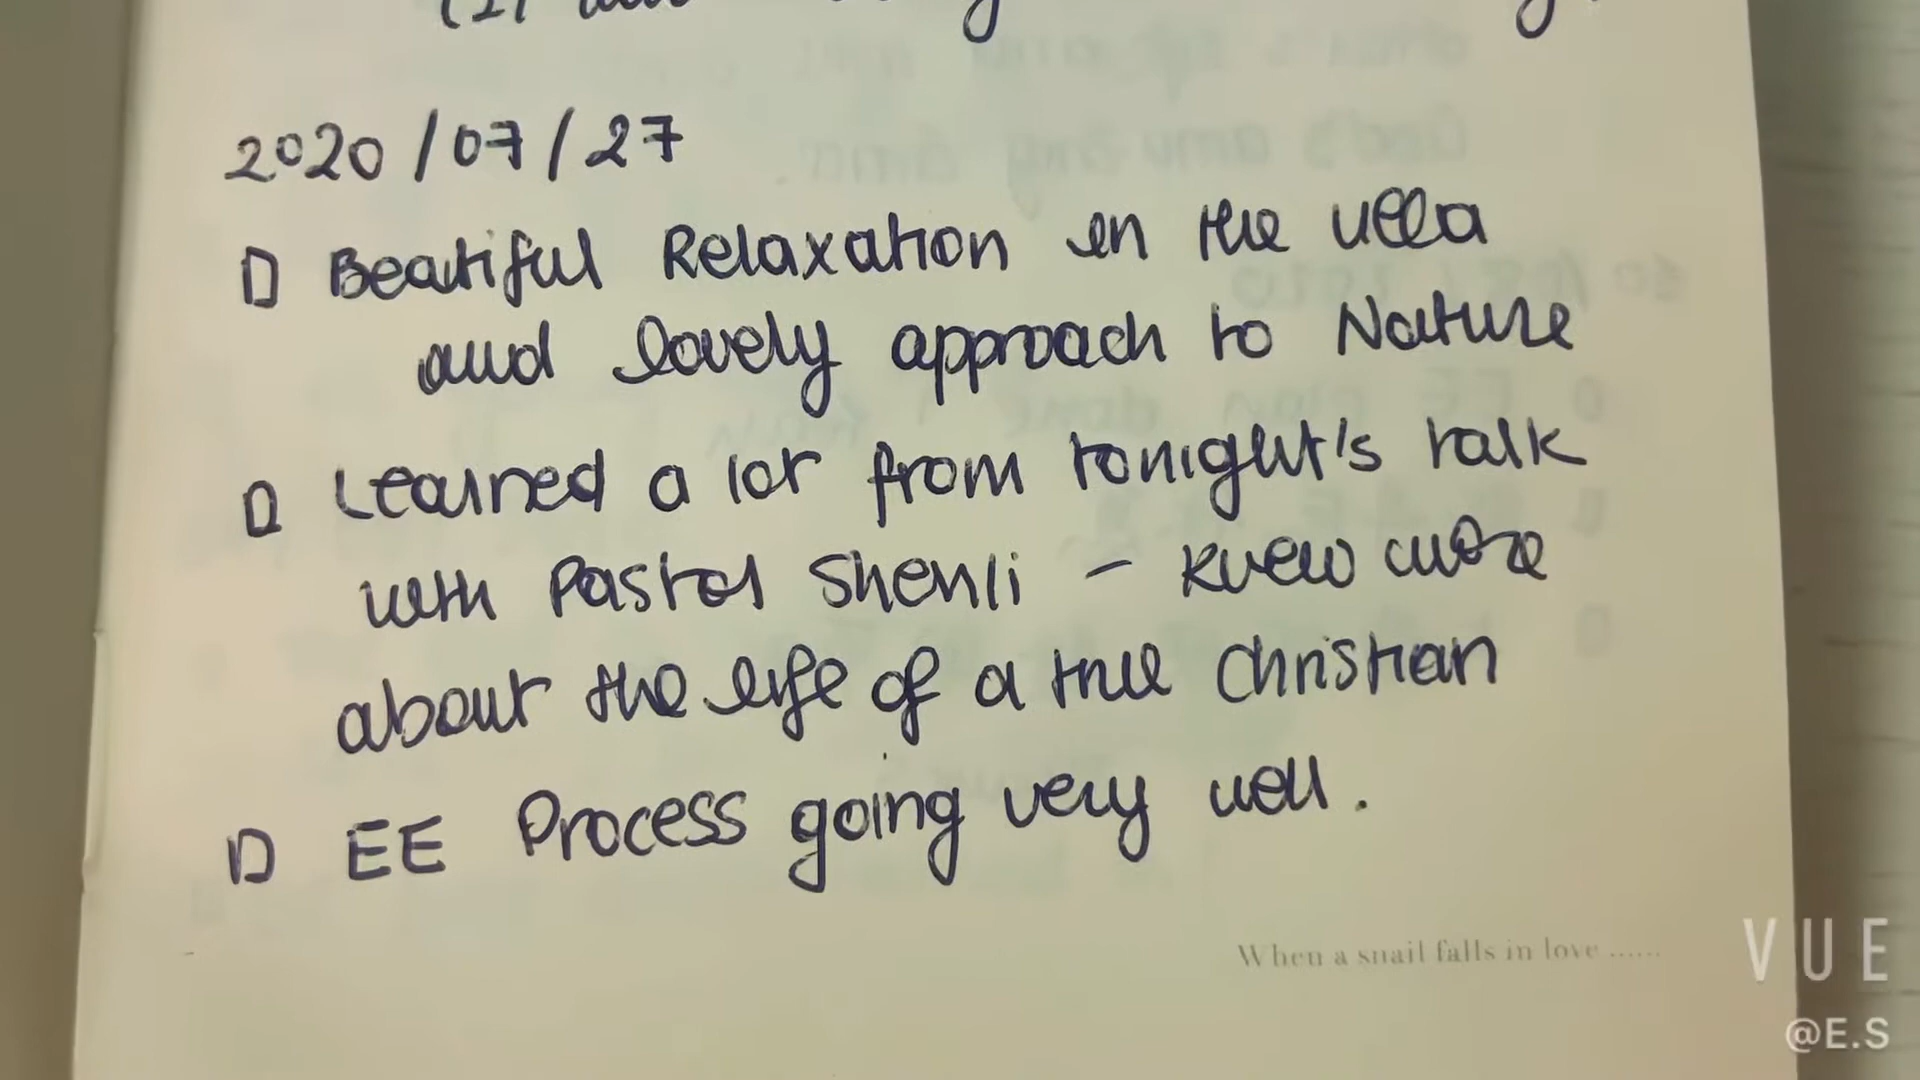 2020/07/27
Beautiful Relaxation in the villa
and lovely approach to Nature
Learned a lot from tonight's talk
with Pastor Shenli - knew more
about the life of a true Christian
EE Process going very well.
When a snail falls in love ......
VUE
@E.S